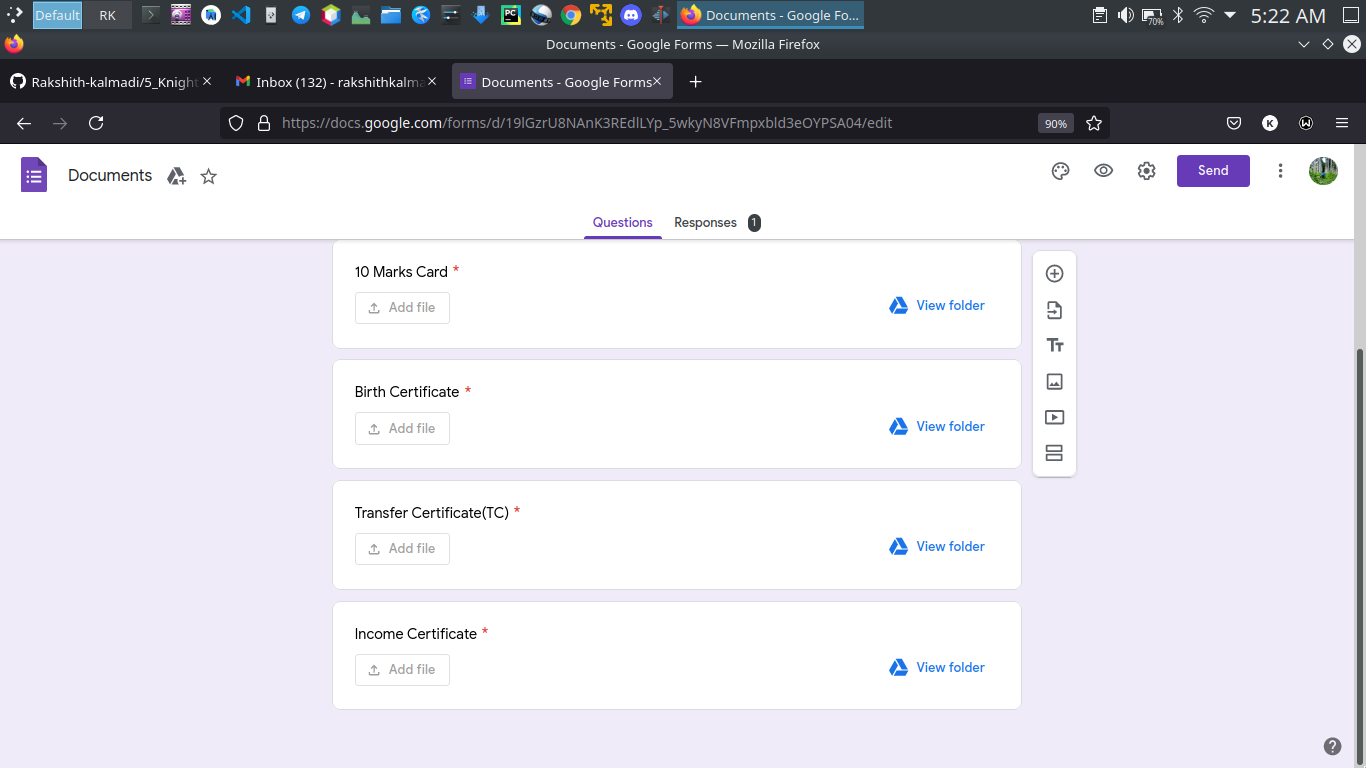 Default RK Documents - Google Fo... 70% 5:22 AM
Documents - Google Forms — Mozilla Firefox
Rakshith-kalmadi/5_Knight Inbox (132) - rakshithkalma Documents - Google Forms
https://docs.google.com/forms/d/19lGzrU8NAnK3REdlLYp_5wkyN8VFmpxbld3eOYPSA04/edit 90% K W
Documents Send
Questions Responses 1
10 Marks Card *
Add file View folder
Birth Certificate *
Add file View folder
Transfer Certificate(TC) *
Add file View folder
Income Certificate *
Add file View folder